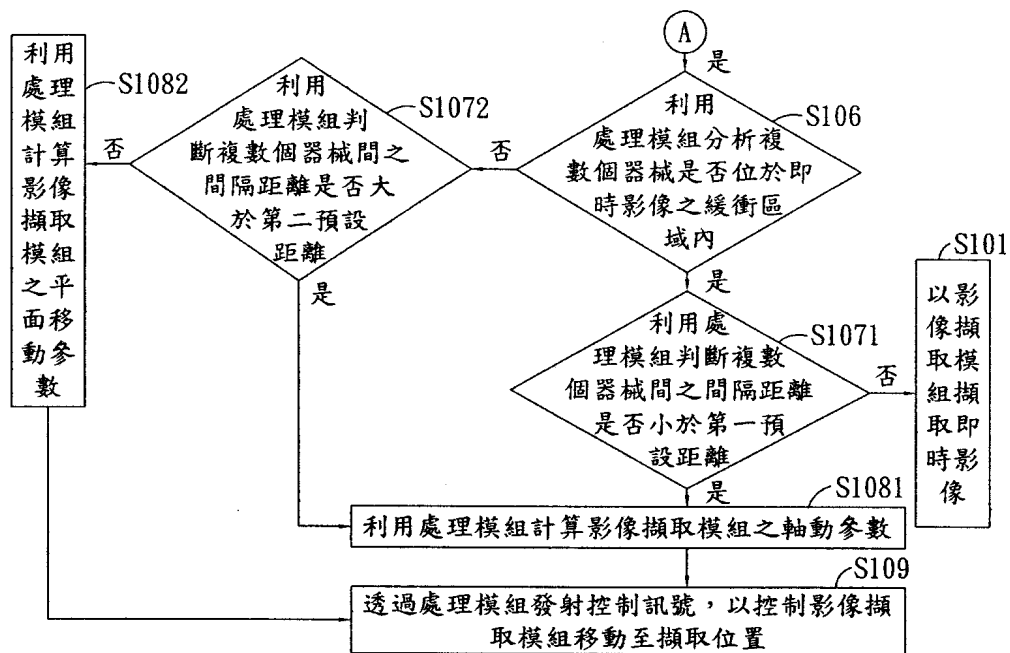 A
是
利用
處理模組分析複
數個器械是否位於即
時影像之緩衝區
域內
S106
否
是
利用
處理模組判
斷複數個器械間之
間隔距離是否大
於第二預設
距離
S1072
否
是
利用
處理
模組
計算
影像
擷取
模組
之平
面移
動參
數
S1082
利用處
理模組判斷複數
個器械間之間隔距離
是否小於第一預
設距離
S1071
否
是
以影
像擷
取模
組擷
取即
時影
像
S101
利用處理模組計算影像擷取模組之軸動參數
S1081
透過處理模組發射控制訊號，以控制影像擷
取模組移動至擷取位置
S109